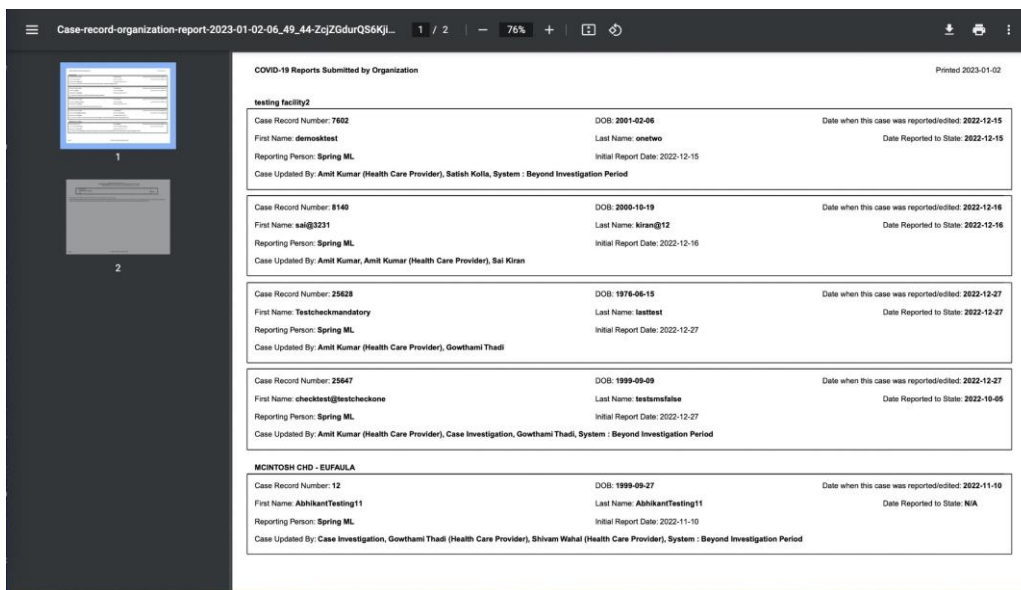 Case-record-organization-report-2023-01-02-06_49_44-ZcjZGdurQS6Kji... 1 / 2 76%
1
2
COVID-19 Reports Submitted by Organization Printed 2023-01-02
testing facility2
Case Record Number: 7602 DOB: 2001-02-06 Date when this case was reported/edited: 2022-12-15
First Name: demosktest Last Name: onetwo Date Reported to State: 2022-12-15
Reporting Person: Spring ML Initial Report Date: 2022-12-15
Case Updated By: Amit Kumar (Health Care Provider), Satish Kolla, System : Beyond Investigation Period
Case Record Number: 8140 DOB: 2000-10-19 Date when this case was reported/edited: 2022-12-16
First Name: sai@3231 Last Name: kiran@12 Date Reported to State: 2022-12-16
Reporting Person: Spring ML Initial Report Date: 2022-12-16
Case Updated By: Amit Kumar, Amit Kumar (Health Care Provider), Sai Kiran
Case Record Number: 25628 DOB: 1976-06-15 Date when this case was reported/edited: 2022-12-27
First Name: Testcheckmandatory Last Name: lasttest Date Reported to State: 2022-12-27
Reporting Person: Spring ML Initial Report Date: 2022-12-27
Case Updated By: Amit Kumar (Health Care Provider), Gowthami Thadi
Case Record Number: 25647 DOB: 1999-09-09 Date when this case was reported/edited: 2022-12-27
First Name: checktest@testcheckone Last Name: testsmsfalse Date Reported to State: 2022-10-05
Reporting Person: Spring ML Initial Report Date: 2022-12-27
Case Updated By: Amit Kumar (Health Care Provider), Case Investigation, Gowthami Thadi, System : Beyond Investigation Period
MCINTOSH CHD - EUFAULA
Case Record Number: 12 DOB: 1999-09-27 Date when this case was reported/edited: 2022-11-10
First Name: AbhikantTesting11 Last Name: AbhikantTesting11 Date Reported to State: N/A
Reporting Person: Spring ML Initial Report Date: 2022-11-10
Case Updated By: Case Investigation, Gowthami Thadi (Health Care Provider), Shivam Wahal (Health Care Provider), System : Beyond Investigation Period